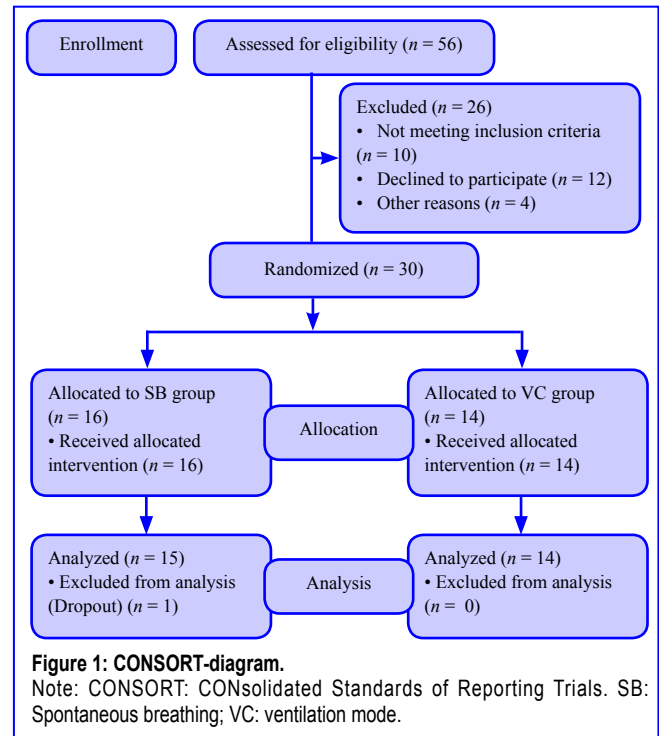 Enrollment
Assessed for eligibility (n = 56)
Excluded (n = 26)
• Not meeting inclusion criteria
(n = 10)
• Declined to participate (n = 12)
• Other reasons (n = 4)
Randomized (n = 30)
Allocated to SB group
(n = 16)
• Received allocated
intervention (n = 16)
Allocation
Allocated to VC group
(n = 14)
• Received allocated
intervention (n = 14)
Analyzed (n = 15)
• Excluded from analysis
(Dropout) (n = 1)
Analysis
Analyzed (n = 14)
• Excluded from analysis
(n = 0)
Figure 1: CONSORT-diagram.
Note: CONSORT: CONsolidated Standards of Reporting Trials. SB:
Spontaneous breathing; VC: ventilation mode.